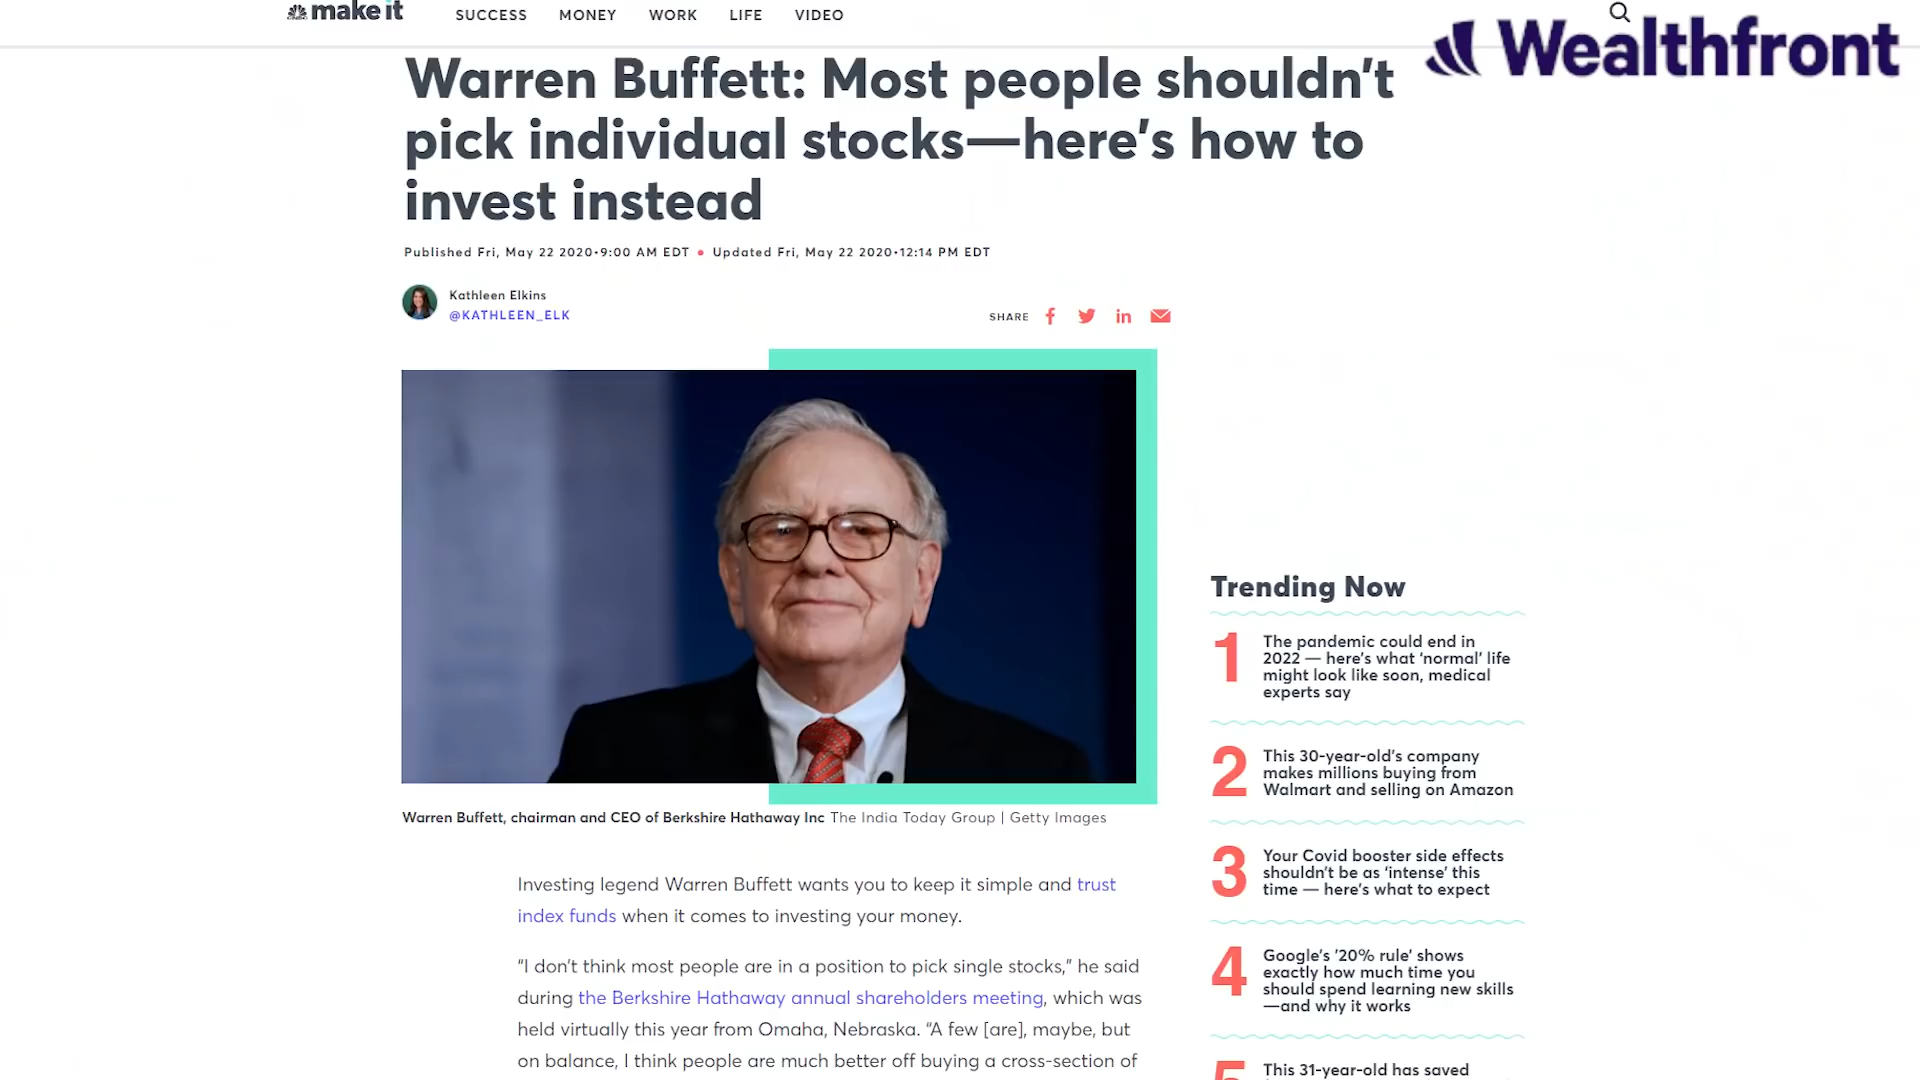 make it
SUCCESS MONEY WORK LIFE VIDEO
Wealthfront
Warren Buffett: Most people shouldn't
pick individual stocks—here's how to
invest instead
Published Fri, May 22 2020•9:00 AM EDT • Updated Fri, May 22 2020•12:14 PM EDT
Kathleen Elkins
@KATHLEEN_ELK
SHARE
Warren Buffett, chairman and CEO of Berkshire Hathaway Inc The India Today Group | Getty Images
Investing legend Warren Buffett wants you to keep it simple and trust
index funds when it comes to investing your money.
"I don't think most people are in a position to pick single stocks," he said
during the Berkshire Hathaway annual shareholders meeting, which was
held virtually this year from Omaha, Nebraska. "A few [are], maybe, but
on balance, I think people are much better off buying a cross-section of
Trending Now
1 The pandemic could end in
2022 — here's what 'normal' life
might look like soon, medical
experts say
2 This 30-year-old's company
makes millions buying from
Walmart and selling on Amazon
3 Your Covid booster side effects
shouldn't be as 'intense' this
time — here's what to expect
4 Google's '20% rule' shows
exactly how much time you
should spend learning new skills
—and why it works
5 This 31-year-old has saved